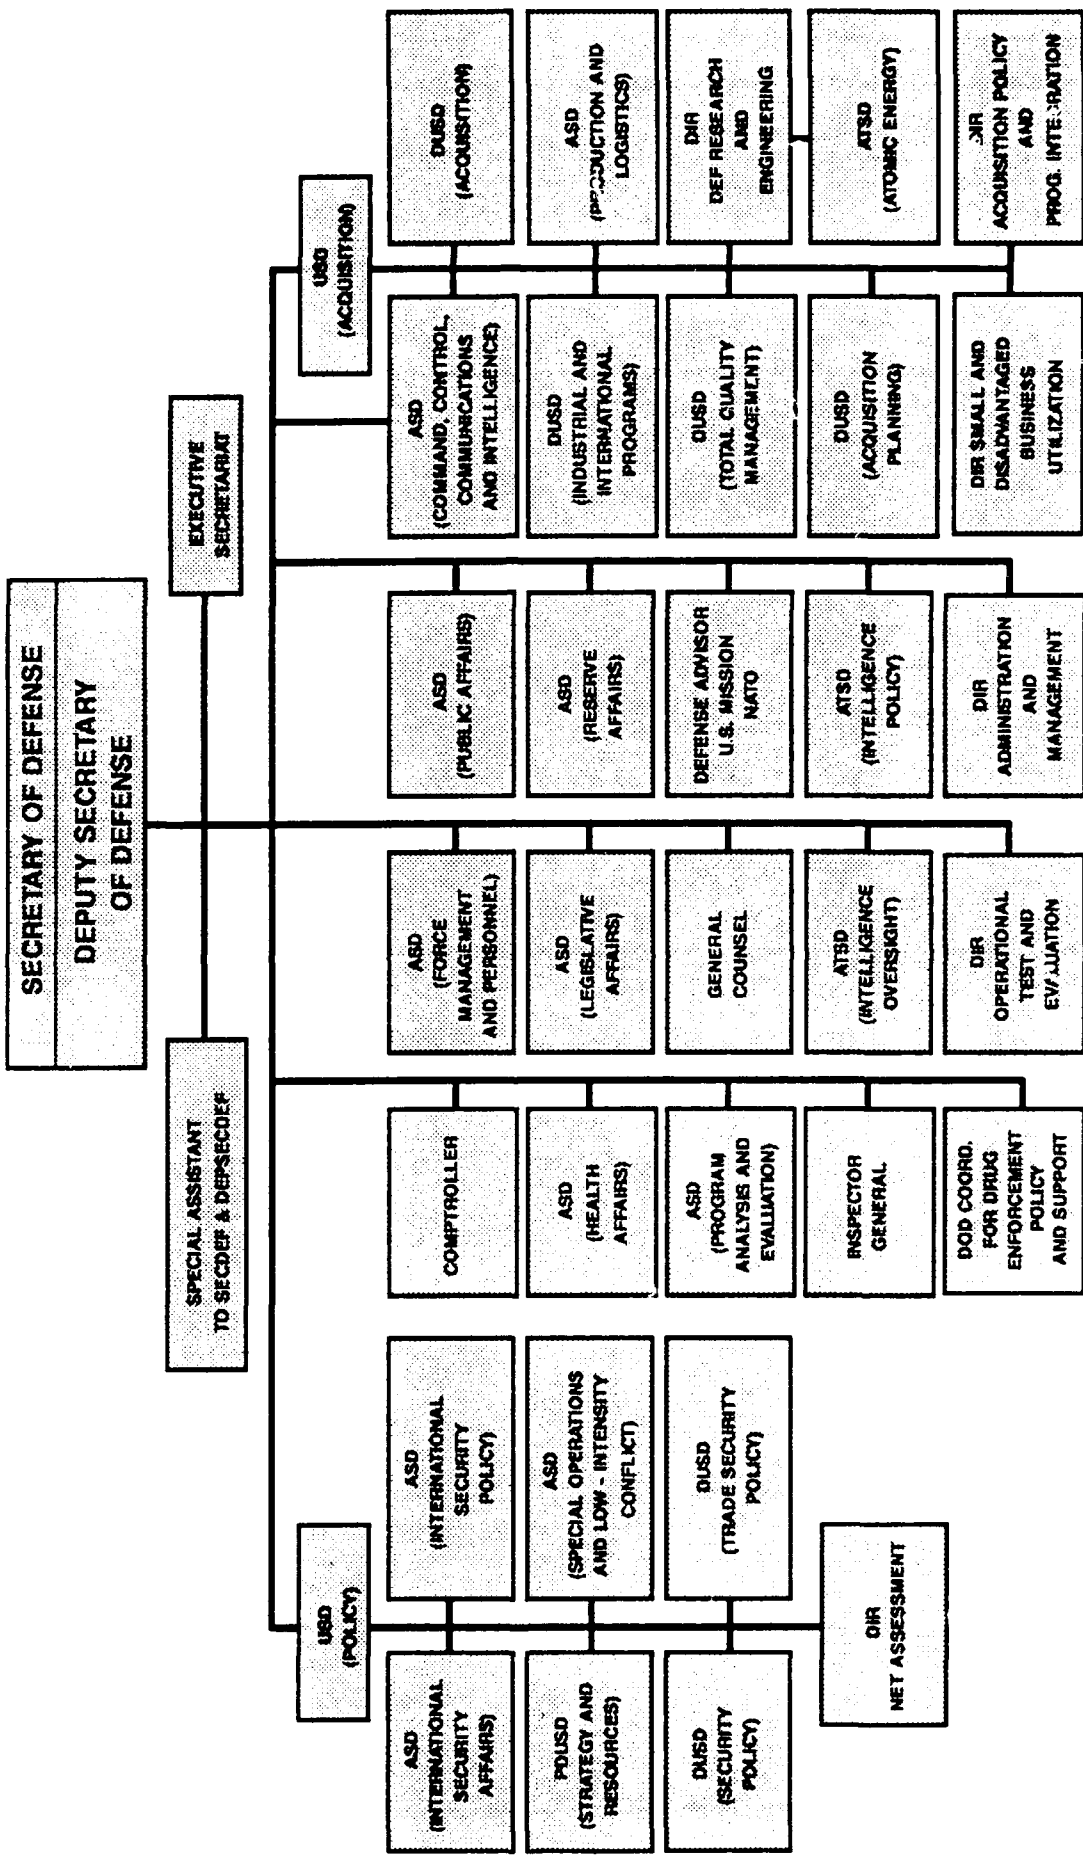 SECRETARY OF DEFENSE
DEPUTY SECRETARY
OF DEFENSE
SPECIAL ASSISTANT
TO SECDEF & DEPSECDEF
EXECUTIVE
SECRETARIAT
USD
(POLICY)
USD
(ACQUISITION)
ASD
(INTERNATIONAL
SECURITY
AFFAIRS)
ASD
(INTERNATIONAL
SECURITY
POLICY)
PDUSD
(STRATEGY AND
RESOURCES)
ASD
(SPECIAL OPERATIONS
AND LOW - INTENSITY
CONFLICT)
DUSD
(SECURITY
POLICY)
DUSD
(TRADE SECURITY
POLICY)
DIR
NET ASSESSMENT
COMPTROLLER
ASD
(HEALTH
AFFAIRS)
ASD
(PROGRAM
ANALYSIS AND
EVALUATION)
INSPECTOR
GENERAL
DOD COORD.
FOR DRUG
ENFORCEMENT
POLICY
AND SUPPORT
ASD
(FORCE
MANAGEMENT
AND PERSONNEL)
ASD
(LEGISLATIVE
AFFAIRS)
GENERAL
COUNSEL
ATSD
(INTELLIGENCE
OVERSIGHT)
DIR
OPERATIONAL
TEST AND
EVALUATION
ASD
(PUBLIC AFFAIRS)
ASD
(RESERVE
AFFAIRS)
DEFENSE ADVISOR
U.S. MISSION
NATO
ATSD
(INTELLIGENCE
POLICY)
DIR
ADMINISTRATION
AND
MANAGEMENT
ASD
(COMMAND, CONTROL,
COMMUNICATIONS
AND INTELLIGENCE)
DUSD
(ACQUISITION)
DUSD
(INDUSTRIAL AND
INTERNATIONAL
PROGRAMS)
ASD
(PRODUCTION AND
LOGISTICS)
DUSD
(TOTAL QUALITY
MANAGEMENT)
DIR
DEF RESEARCH
AND
ENGINEERING
DUSD
(ACQUISITION
PLANNING)
ATSD
(ATOMIC ENERGY)
DIR SMALL AND
DISADVANTAGED
BUSINESS
UTILIZATION
DIR
ACQUISITION POLICY
AND
PROG. INTEGRATION